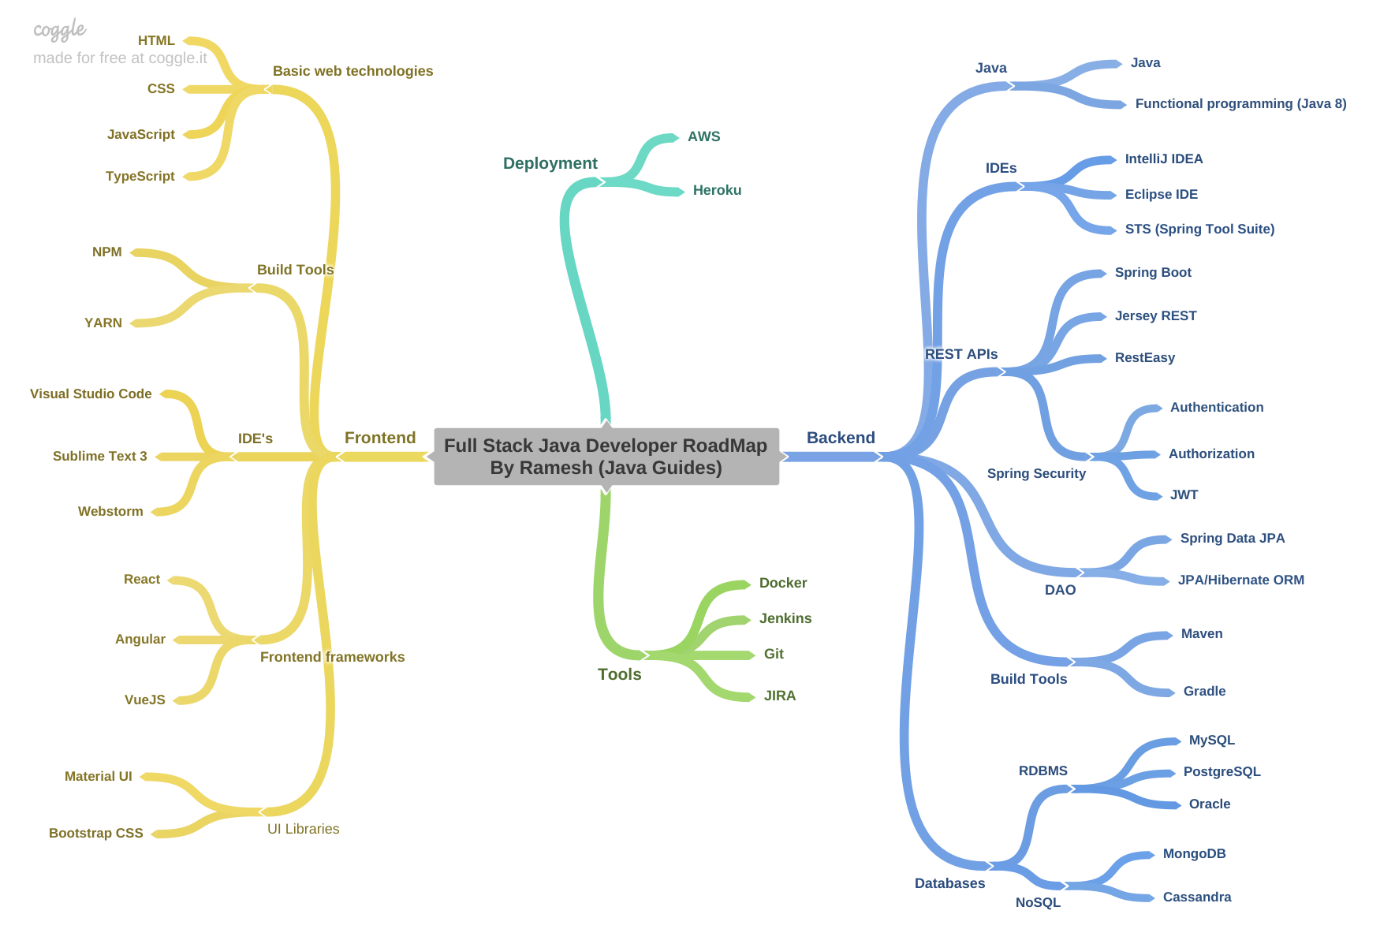 coggle
made for free at coggle.it
Full Stack Java Developer RoadMap
By Ramesh (Java Guides)
Frontend
Basic web technologies
HTML
CSS
JavaScript
TypeScript
Build Tools
NPM
YARN
IDE's
Visual Studio Code
Sublime Text 3
Webstorm
Frontend frameworks
React
Angular
VueJS
UI Libraries
Material UI
Bootstrap CSS
Deployment
AWS
Heroku
Tools
Docker
Jenkins
Git
JIRA
Backend
Java
Java
Functional programming (Java 8)
IDEs
IntelliJ IDEA
Eclipse IDE
STS (Spring Tool Suite)
REST APIs
Spring Boot
Jersey REST
RestEasy
Spring Security
Authentication
Authorization
JWT
DAO
Spring Data JPA
JPA/Hibernate ORM
Build Tools
Maven
Gradle
Databases
RDBMS
MySQL
PostgreSQL
Oracle
NoSQL
MongoDB
Cassandra